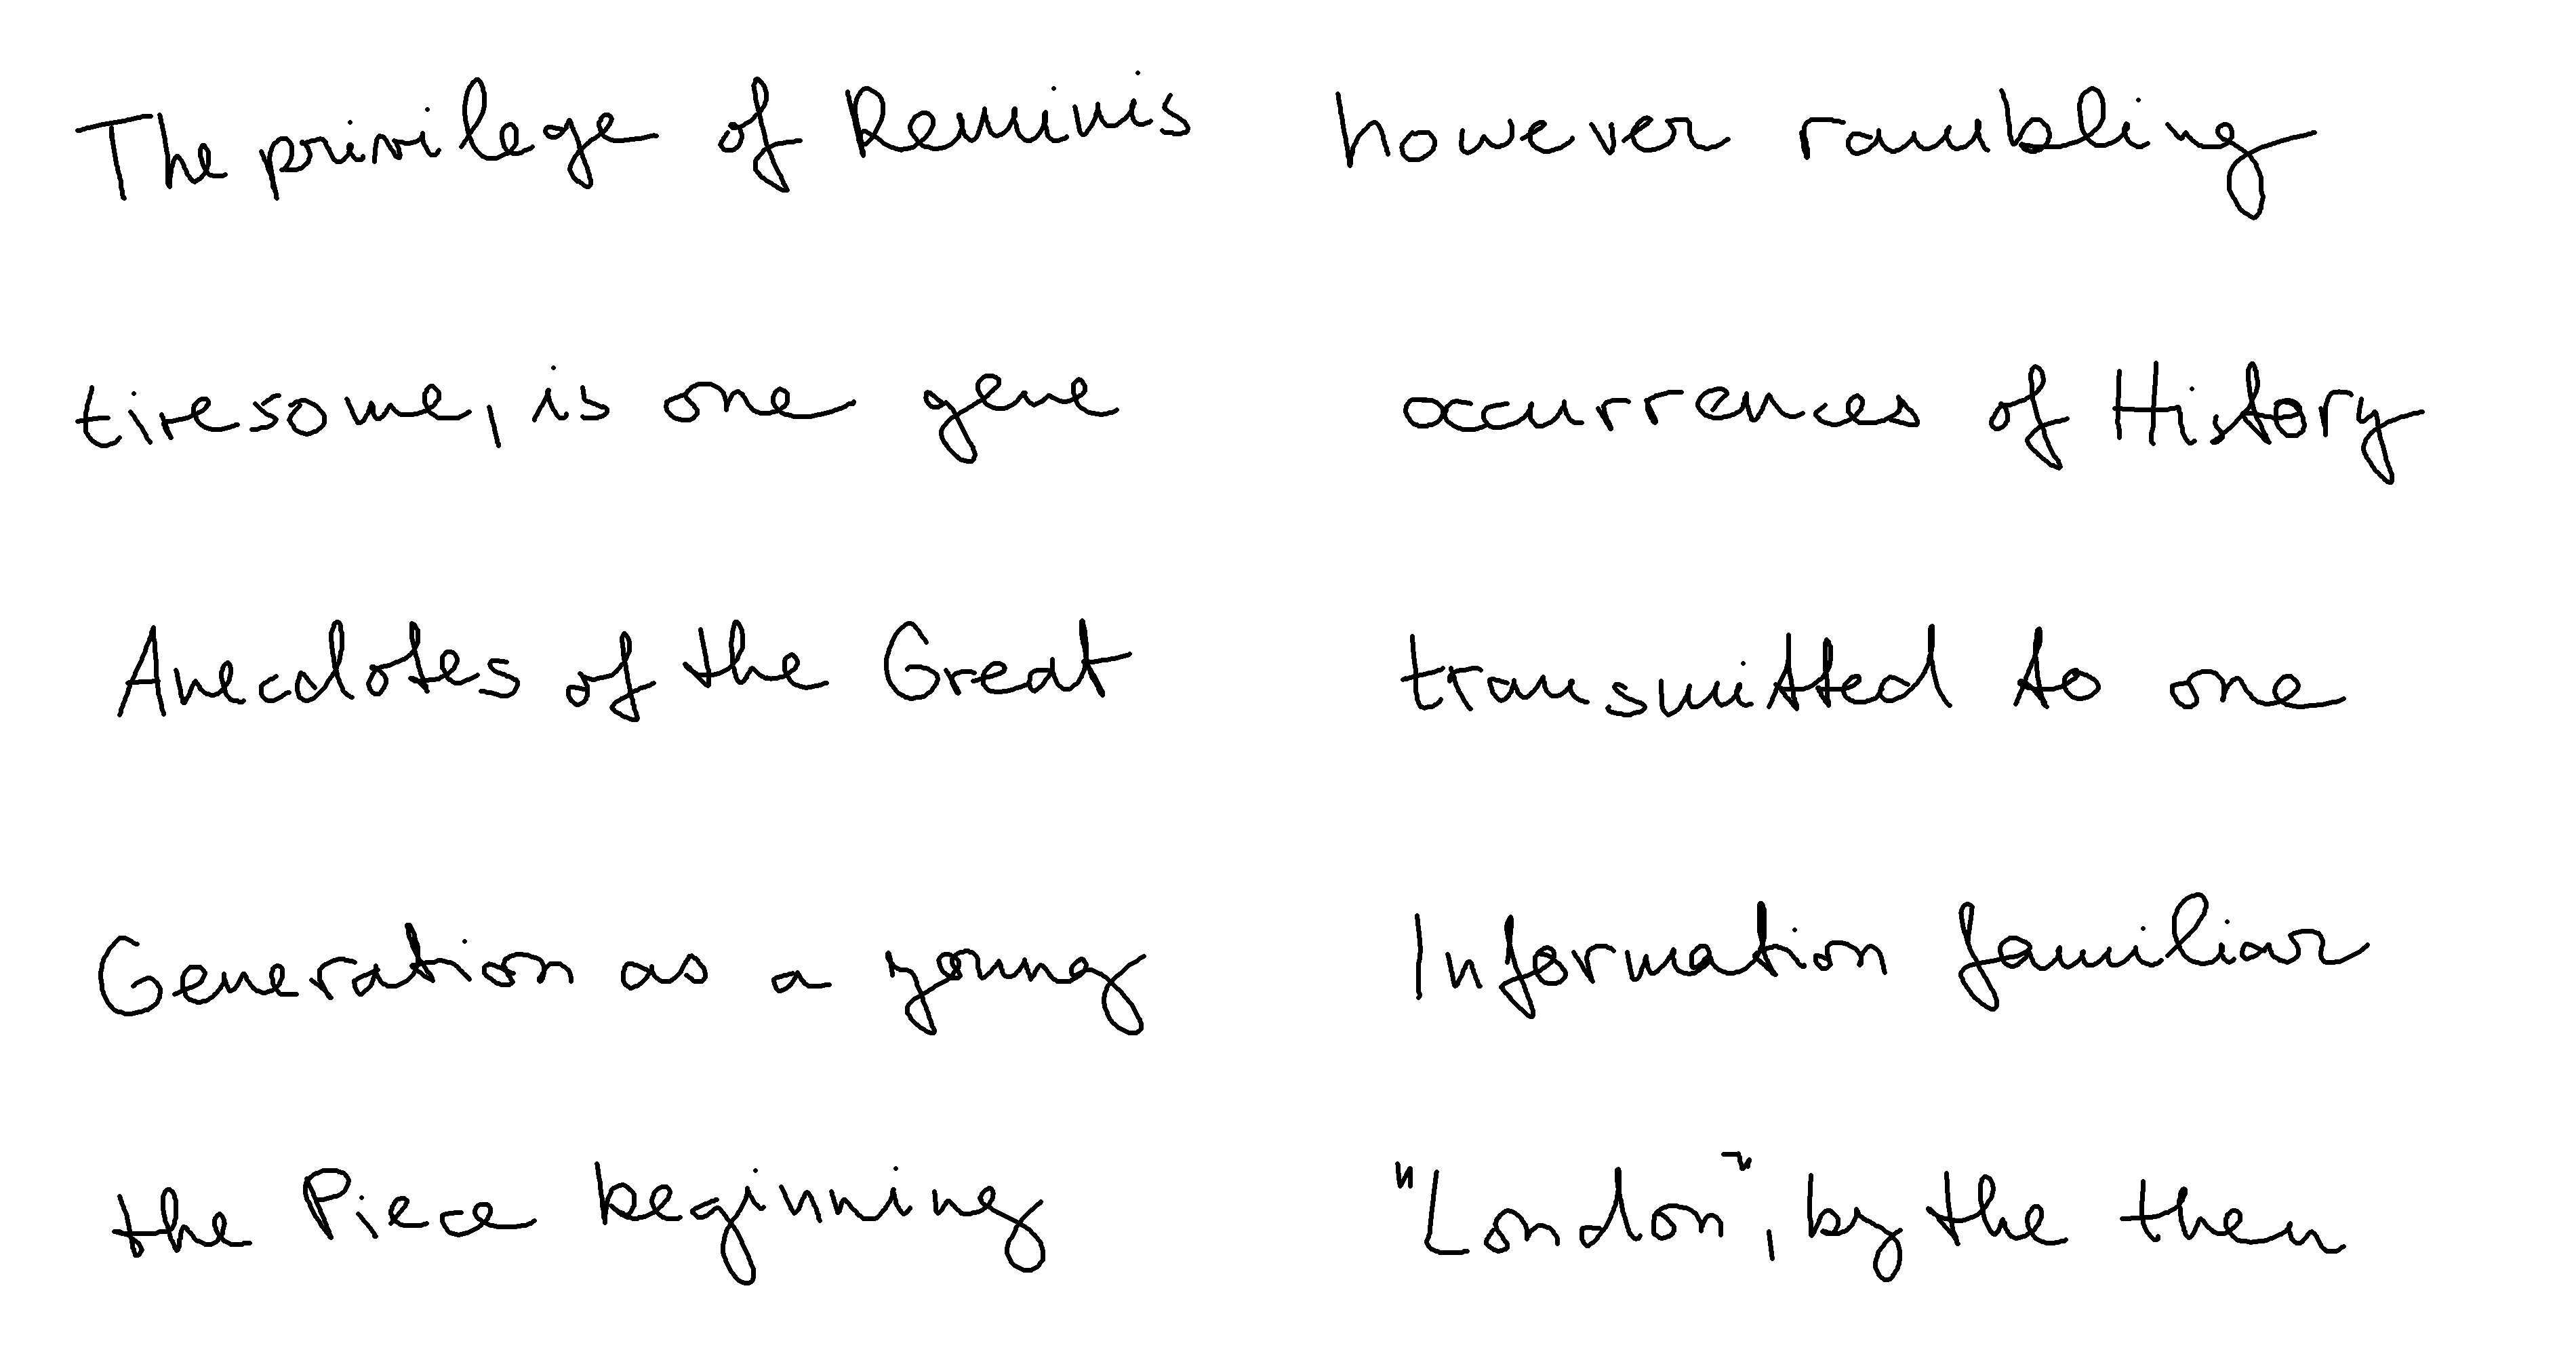 The privilege of Reminis however rambling
tiresome, is one gene occurrences of History
Anecdotes of the Great transmitted to one
Generation as a young Information familiar
the Piece beginning "London", by the then